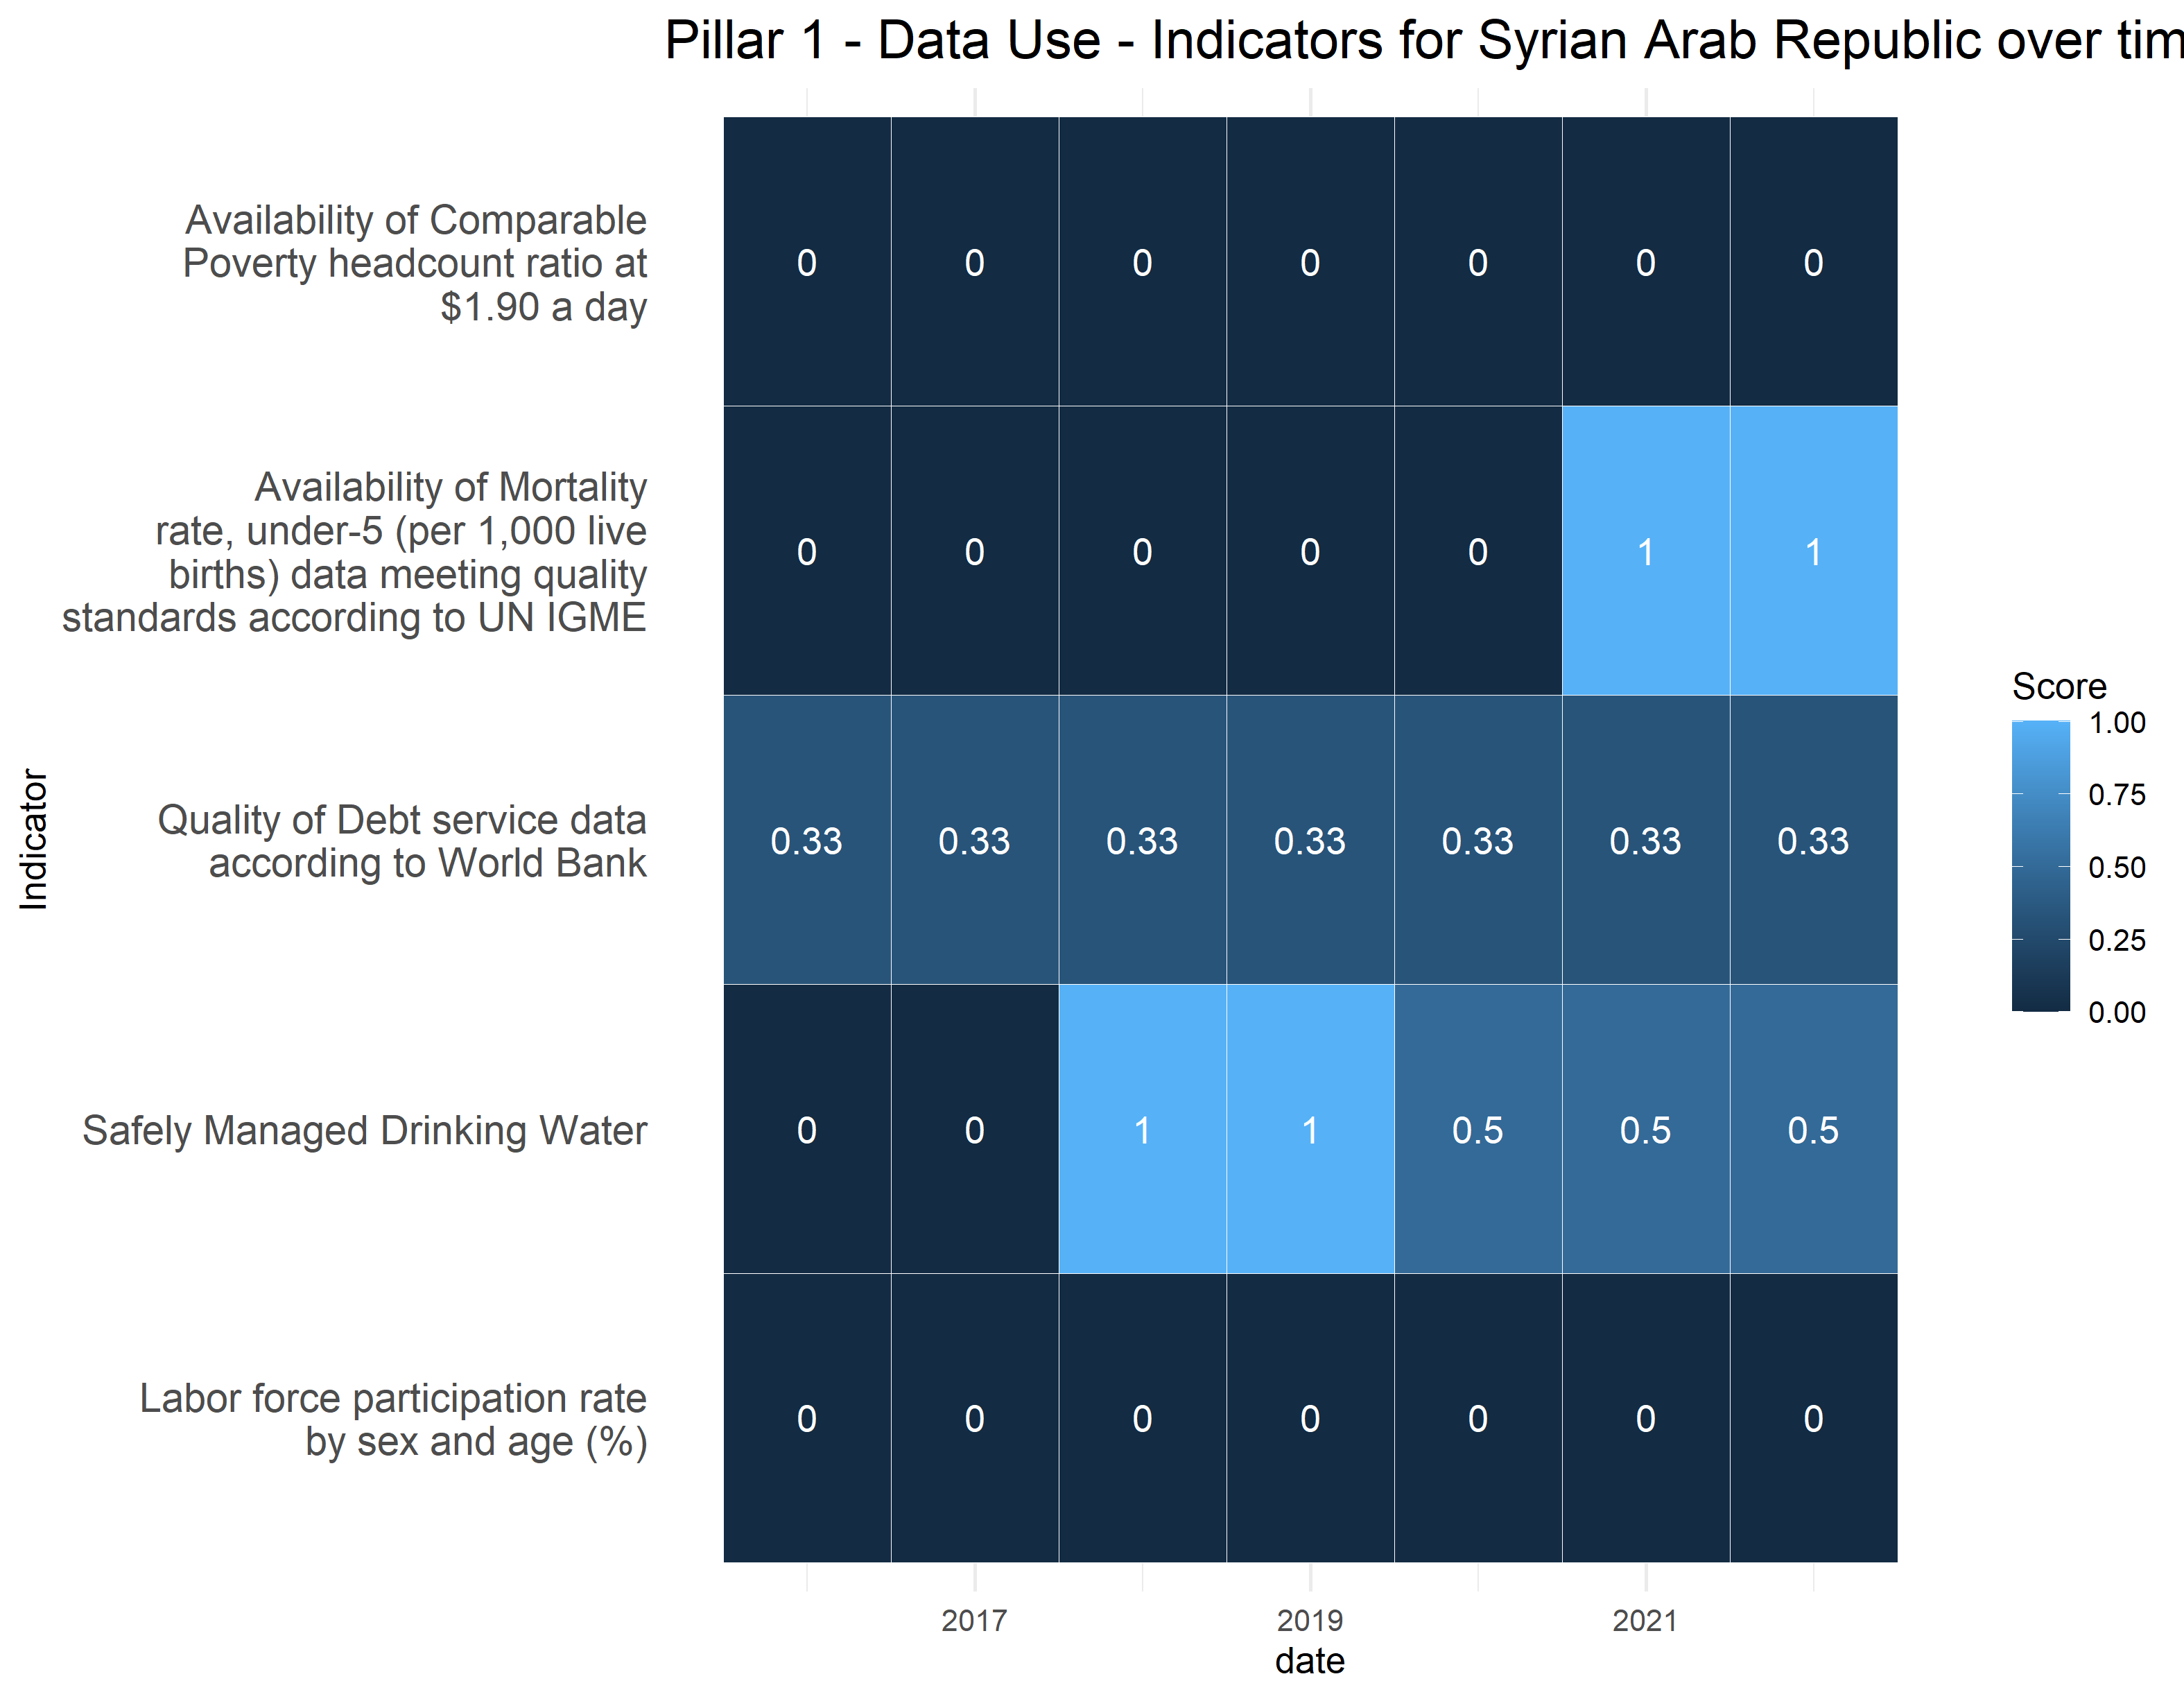 Pillar 1 - Data Use - Indicators for Syrian Arab Republic over tim
Availability of Comparable
Poverty headcount ratio at
$1.90 a day
0 0 0 0 0 0 0
Availability of Mortality
rate, under-5 (per 1,000 live
births) data meeting quality
standards according to UN IGME
0 0 0 0 0 1 1
Quality of Debt service data
according to World Bank
0.33 0.33 0.33 0.33 0.33 0.33 0.33
Safely Managed Drinking Water
0 0 1 1 0.5 0.5 0.5
Labor force participation rate
by sex and age (%)
0 0 0 0 0 0 0
Indicator
2017 2019 2021
date
Score
1.00
0.75
0.50
0.25
0.00